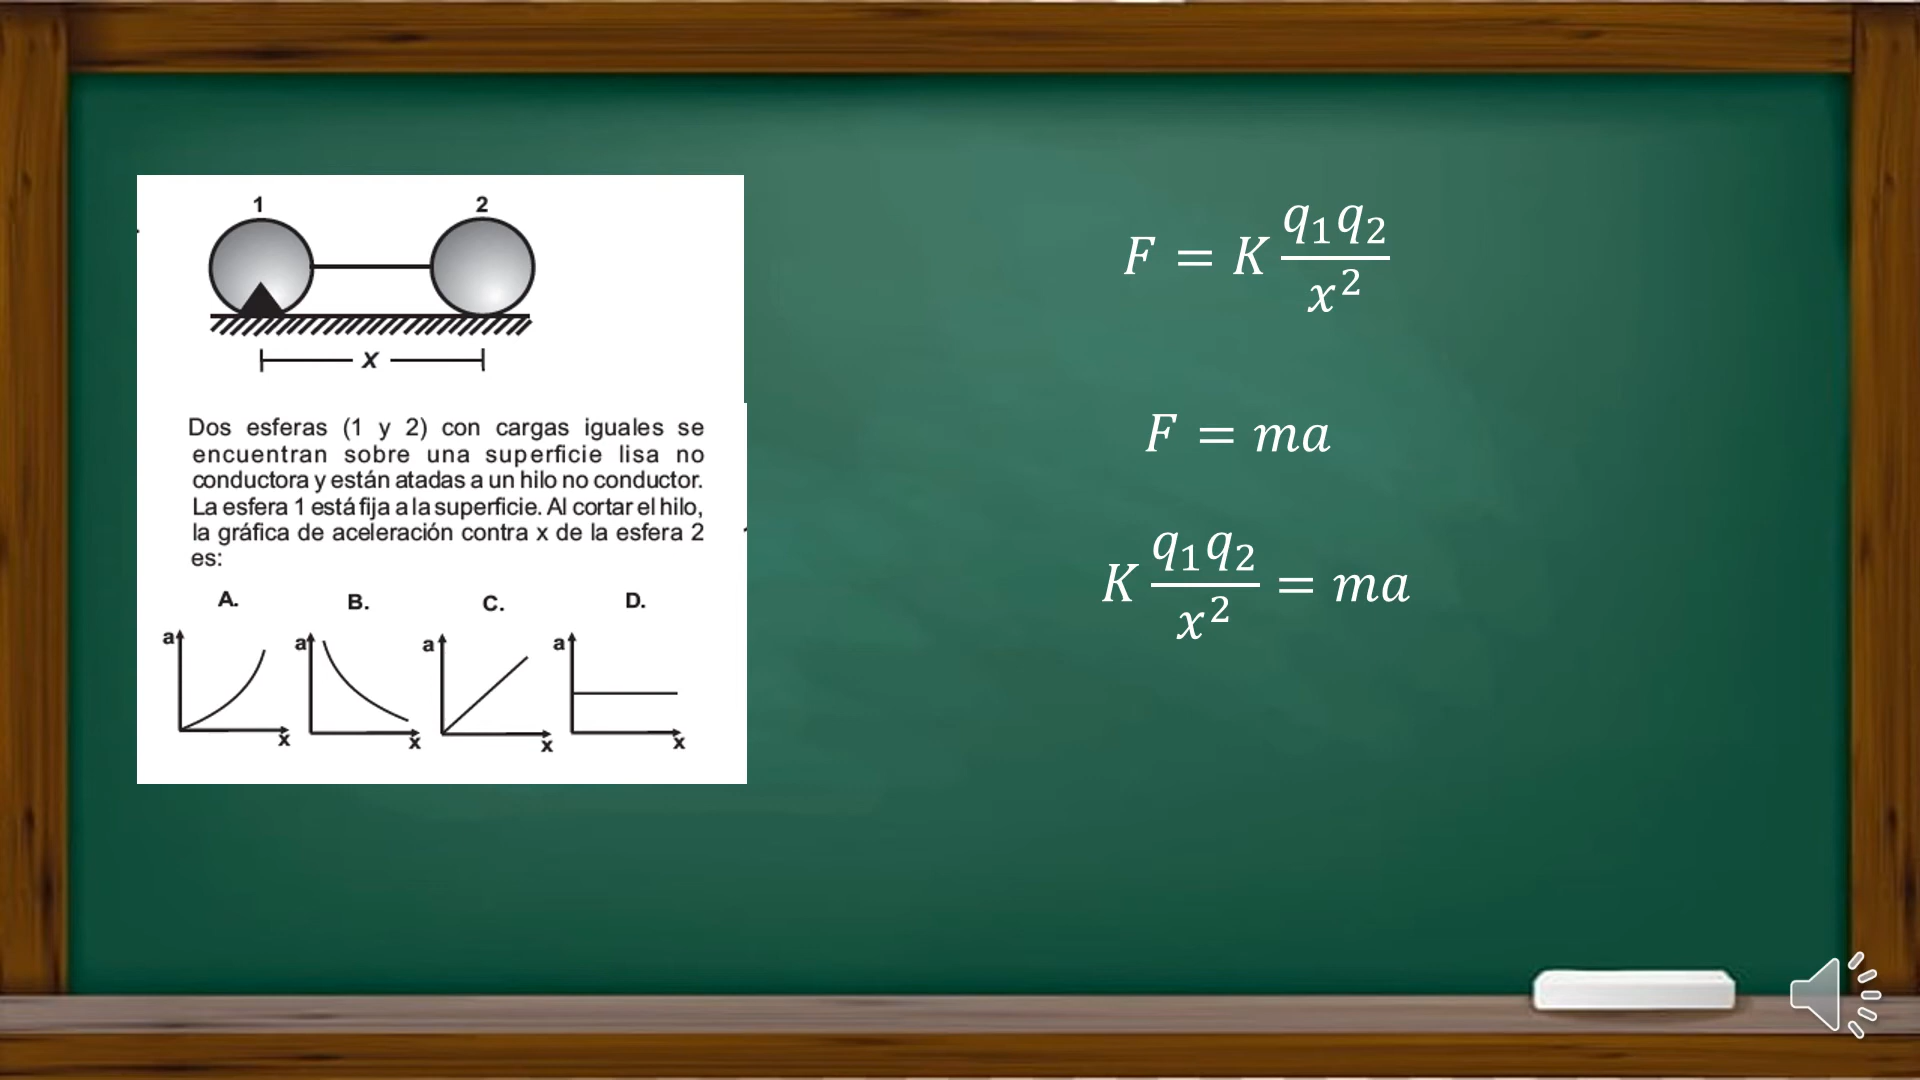 1 2
x
Dos esferas (1 y 2) con cargas iguales se
encuentran sobre una superficie lisa no
conductora y están atadas a un hilo no conductor.
La esfera 1 está fija a la superficie. Al cortar el hilo,
la gráfica de aceleración contra x de la esfera 2
es:
A. B. C. D.
a a a a
x x x x
F = K q₁q₂/x²
F = ma
K q₁q₂/x² = ma